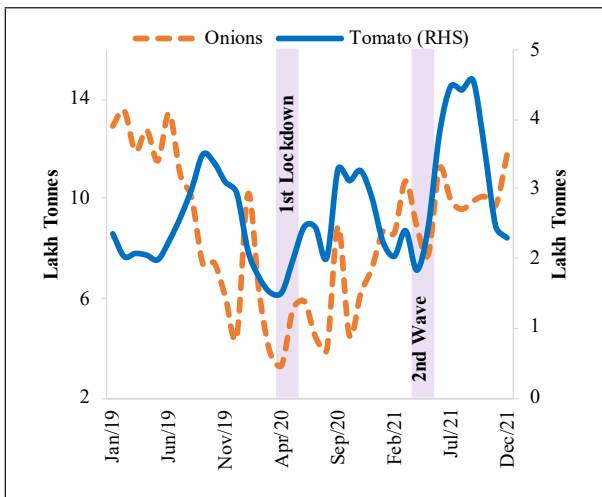 Onions Tomato (RHS)
14
10
6
2
Lakh Tonnes
5
4
3
2
1
0
Lakh Tonnes
1st Lockdown
2nd Wave
Jan/19
Jun/19
Nov/19
Apr/20
Sep/20
Feb/21
Jul/21
Dec/21